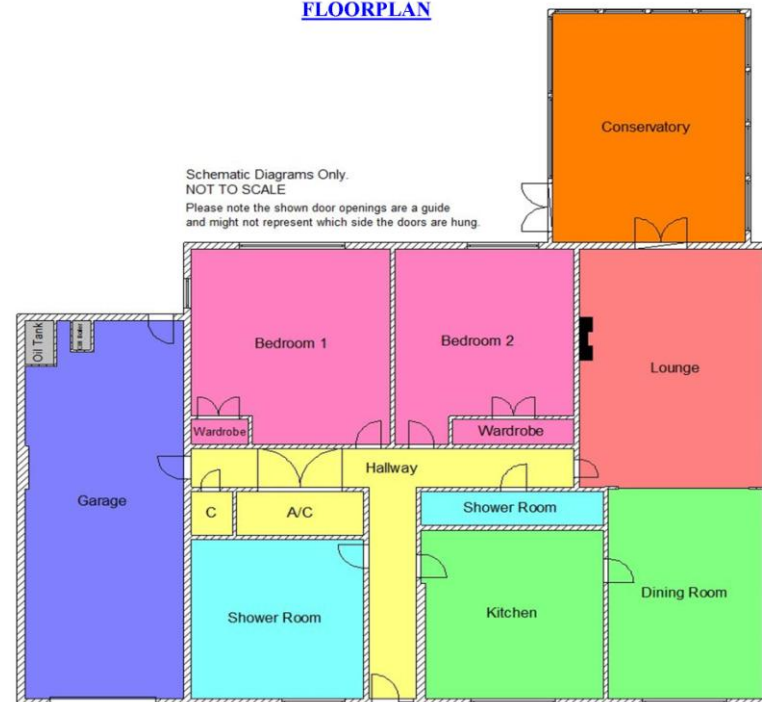 FLOORPLAN
Conservatory
Schematic Diagrams Only.
NOT TO SCALE
Please note the shown door openings are a guide
and might not represent which side the doors are hung.
Oil Tank
Bedroom 1
Bedroom 2
Lounge
Wardrobe
Wardrobe
Hallway
Garage
C
A/C
Shower Room
Shower Room
Kitchen
Dining Room